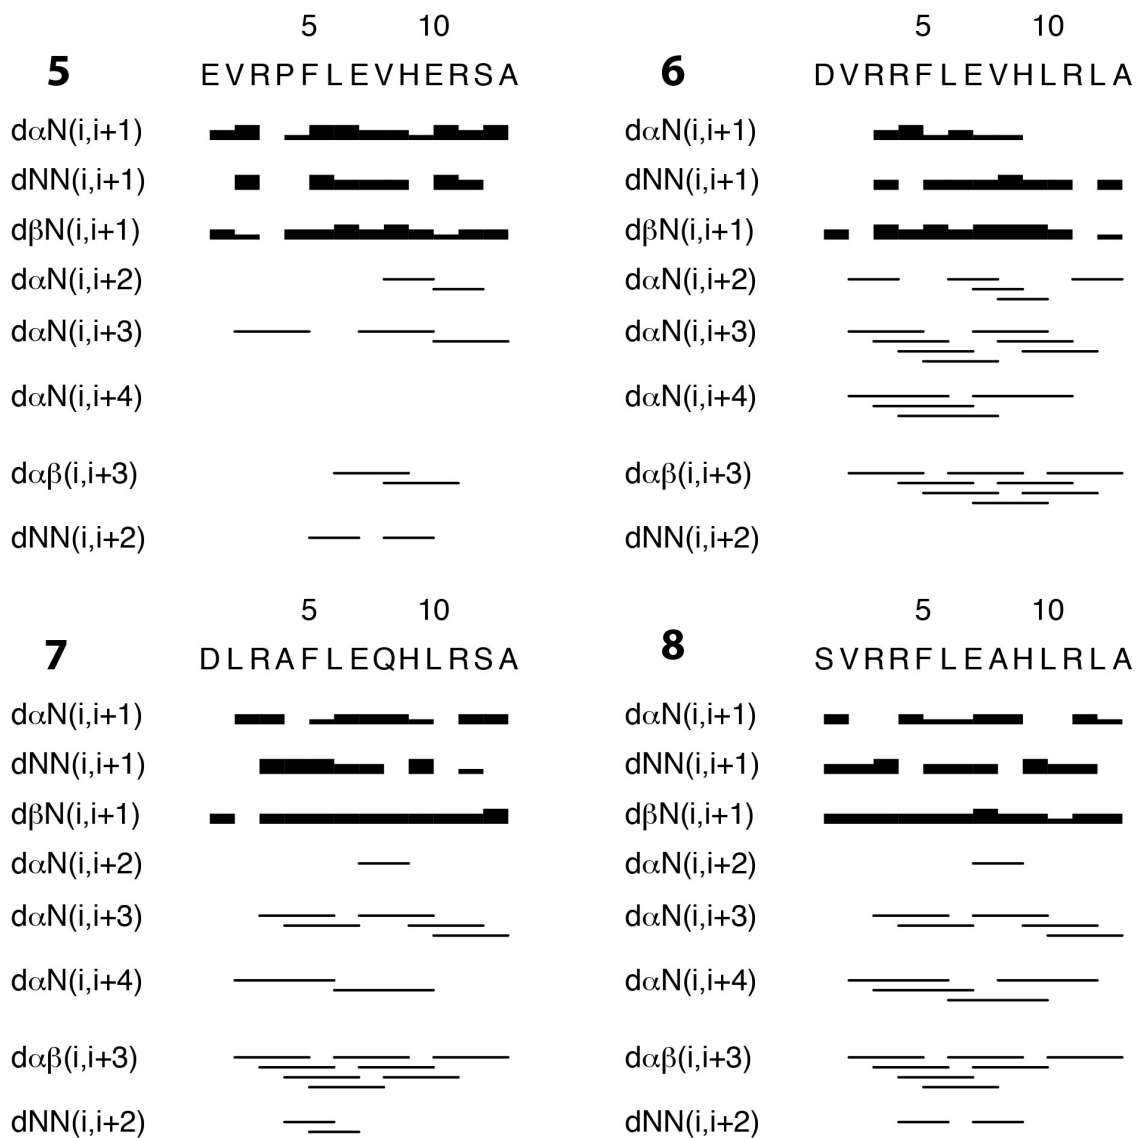 5 10
5 EVRPFLEVHERSA
dαN(i,i+1)
dNN(i,i+1)
dβN(i,i+1)
dαN(i,i+2)
dαN(i,i+3)
dαN(i,i+4)
dαβ(i,i+3)
dNN(i,i+2)
5 10
6 DVRRFLEVHLRLA
dαN(i,i+1)
dNN(i,i+1)
dβN(i,i+1)
dαN(i,i+2)
dαN(i,i+3)
dαN(i,i+4)
dαβ(i,i+3)
dNN(i,i+2)
5 10
7 DLRAFLEQHLRSA
dαN(i,i+1)
dNN(i,i+1)
dβN(i,i+1)
dαN(i,i+2)
dαN(i,i+3)
dαN(i,i+4)
dαβ(i,i+3)
dNN(i,i+2)
5 10
8 SVRRFLEAHLRLA
dαN(i,i+1)
dNN(i,i+1)
dβN(i,i+1)
dαN(i,i+2)
dαN(i,i+3)
dαN(i,i+4)
dαβ(i,i+3)
dNN(i,i+2)